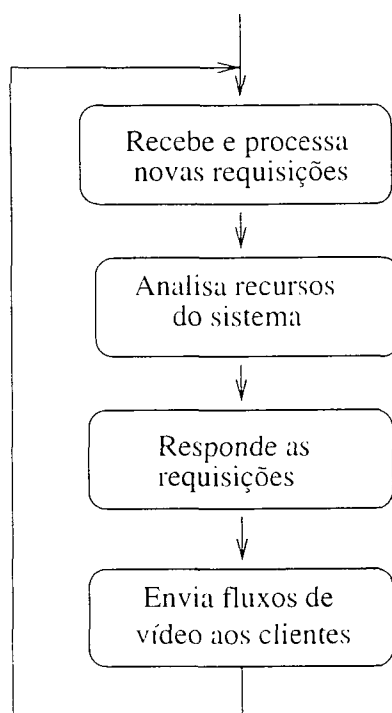 Recebe e processa
novas requisições
Analisa recursos
do sistema
Responde as
requisições
Envia fluxos de
vídeo aos clientes